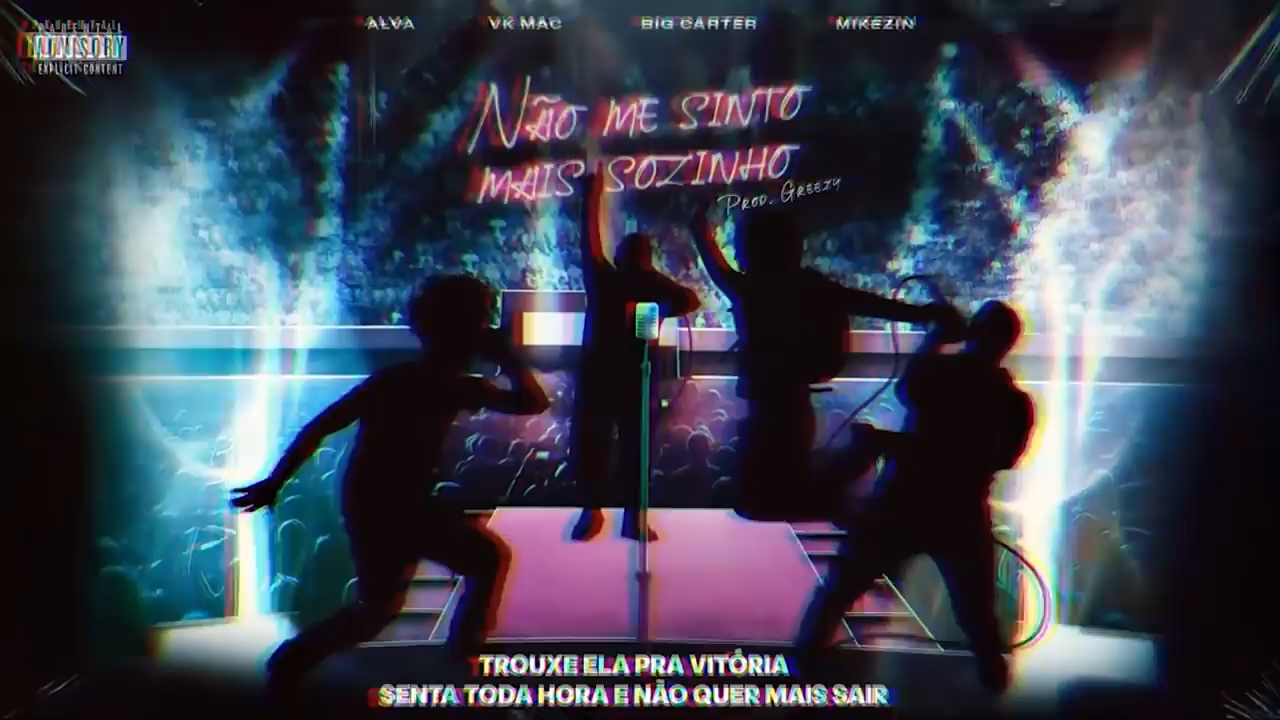 ALVA VK MAC BIG CARTER MIKEZIN
ADVISORY
EXPLICIT CONTENT
NÃO ME SINTO
MAIS SOZINHO
PROD. GREEZY
TROUXE ELA PRA VITÓRIA
SENTA TODA HORA E NÃO QUER MAIS SAIR